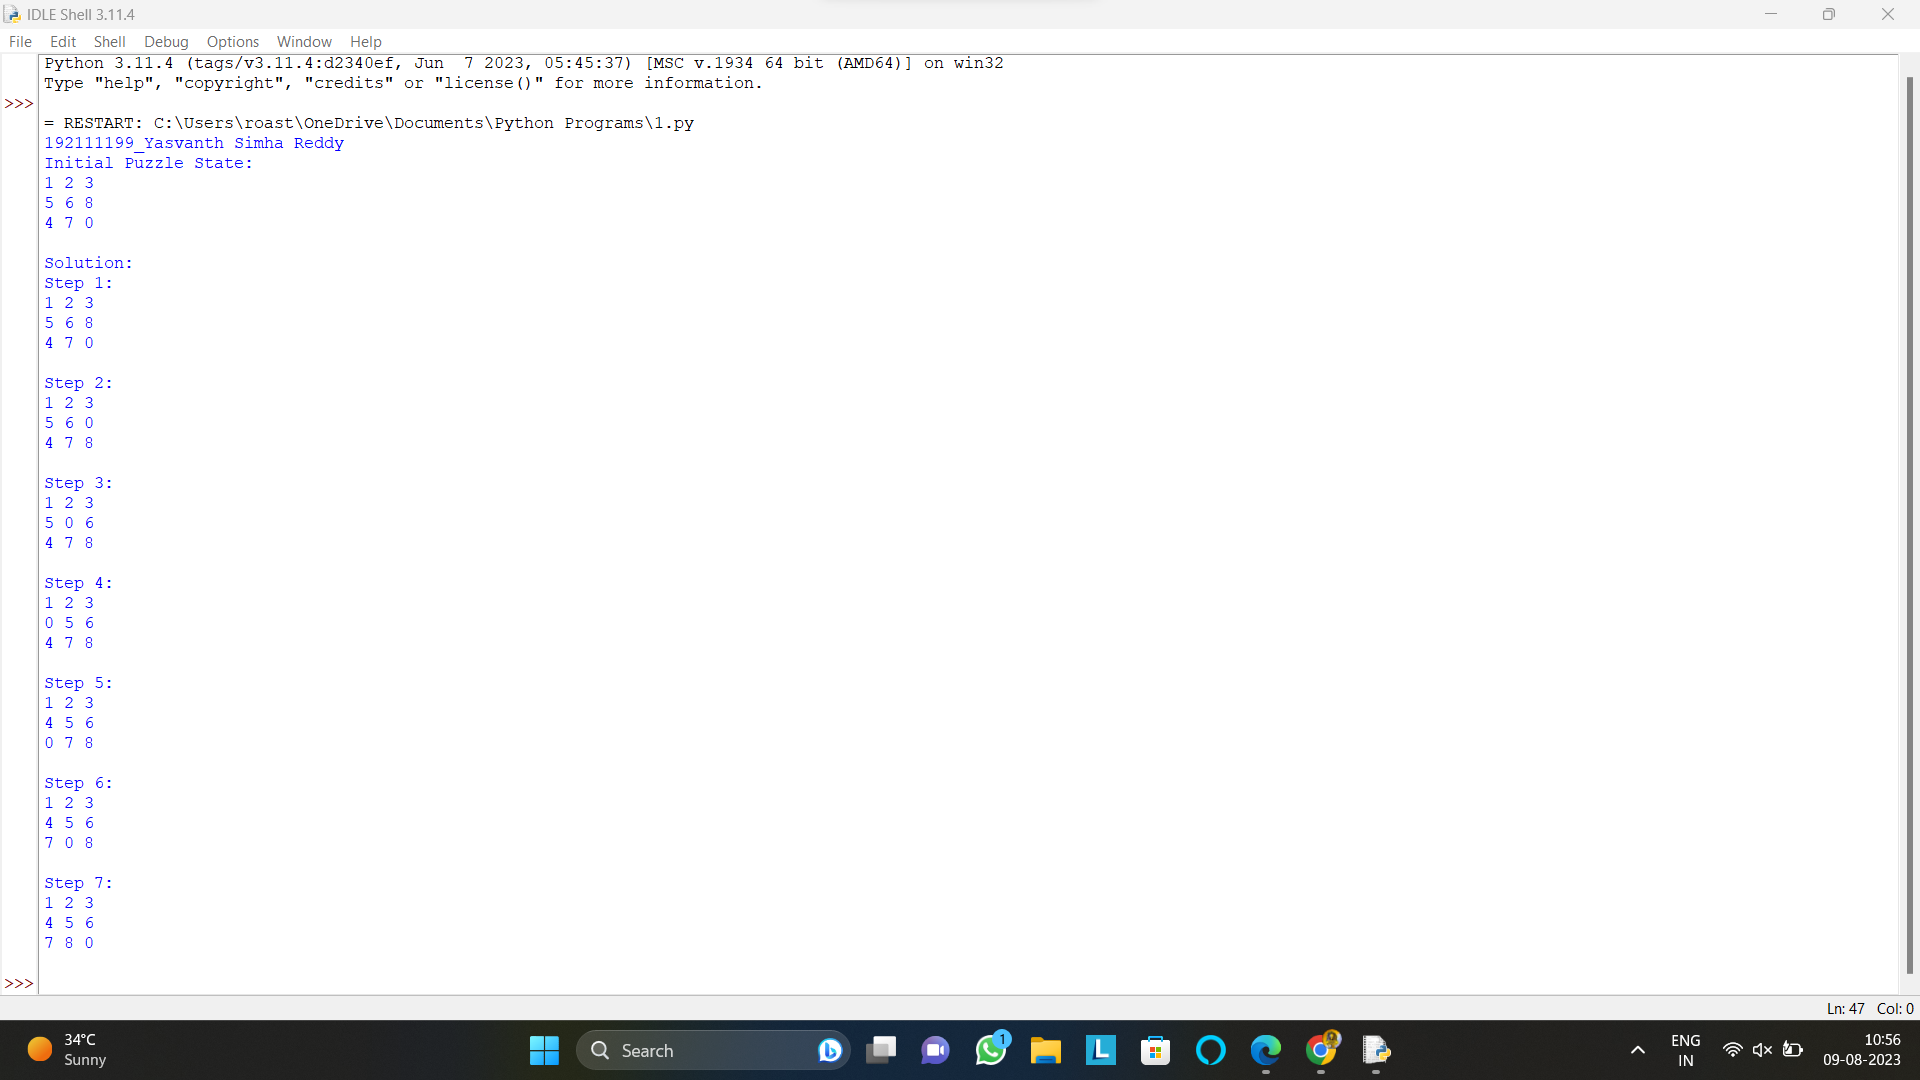 IDLE Shell 3.11.4
File Edit Shell Debug Options Window Help
Python 3.11.4 (tags/v3.11.4:d2340ef, Jun  7 2023, 05:45:37) [MSC v.1934 64 bit (AMD64)] on win32
Type "help", "copyright", "credits" or "license()" for more information.
>>>
= RESTART: C:\Users\roast\OneDrive\Documents\Python Programs\1.py
192111199_Yasvanth Simha Reddy
Initial Puzzle State:
1 2 3
5 6 8
4 7 0
Solution:
Step 1:
1 2 3
5 6 8
4 7 0
Step 2:
1 2 3
5 6 0
4 7 8
Step 3:
1 2 3
5 0 6
4 7 8
Step 4:
1 2 3
0 5 6
4 7 8
Step 5:
1 2 3
4 5 6
0 7 8
Step 6:
1 2 3
4 5 6
7 0 8
Step 7:
1 2 3
4 5 6
7 8 0
>>>
Ln: 47 Col: 0
34°C
Sunny
Search
1
L
ENG
IN
10:56
09-08-2023